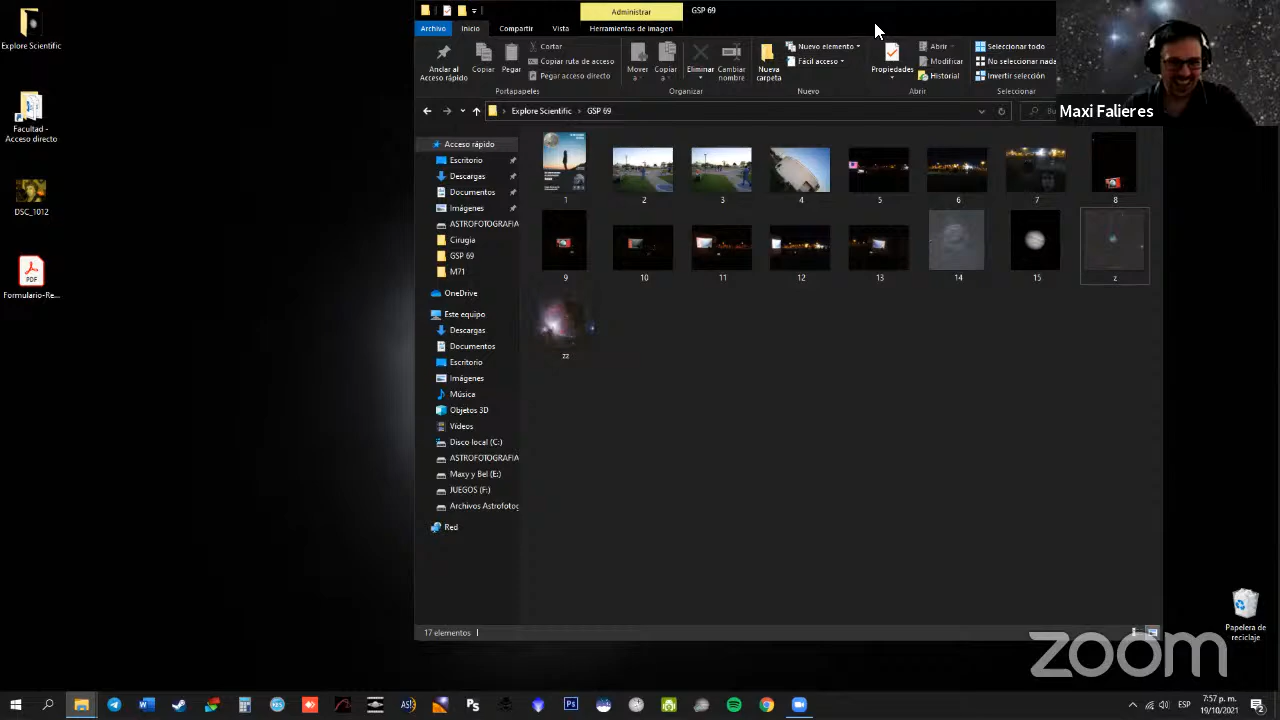 Explore Scientific
Facultad -
Acceso directo
DSC_1012
PDF
Formulario-Re...
Administrar
GSP 69
Archivo
Inicio
Compartir
Vista
Herramientas de imagen
Anclar al
Acceso rápido
Copiar
Pegar
Cortar
Copiar ruta de acceso
Pegar acceso directo
Portapapeles
Mover
a
Copiar
a
Eliminar
Cambiar
nombre
Organizar
Nueva
carpeta
Nuevo elemento
Fácil acceso
Nuevo
Propiedades
Abrir
Modificar
Historial
Abrir
Seleccionar todo
No seleccionar nada
Invertir selección
Seleccionar
Maxi Falieres
Explore Scientific
GSP 69
Acceso rápido
Escritorio
Descargas
Documentos
Imágenes
ASTROFOTOGRAFIA
Cirugia
GSP 69
M71
OneDrive
Este equipo
Descargas
Documentos
Escritorio
Imágenes
Música
Objetos 3D
Vídeos
Disco local (C:)
ASTROFOTOGRAFIA
Maxy y Bel (E:)
JUEGOS (F:)
Archivos Astrofotog
Red
1
2
3
4
5
6
7
8
9
10
11
12
13
14
15
z
zz
17 elementos
Papelera de
reciclaje
zoom
ESP
7:57 p. m.
19/10/2021